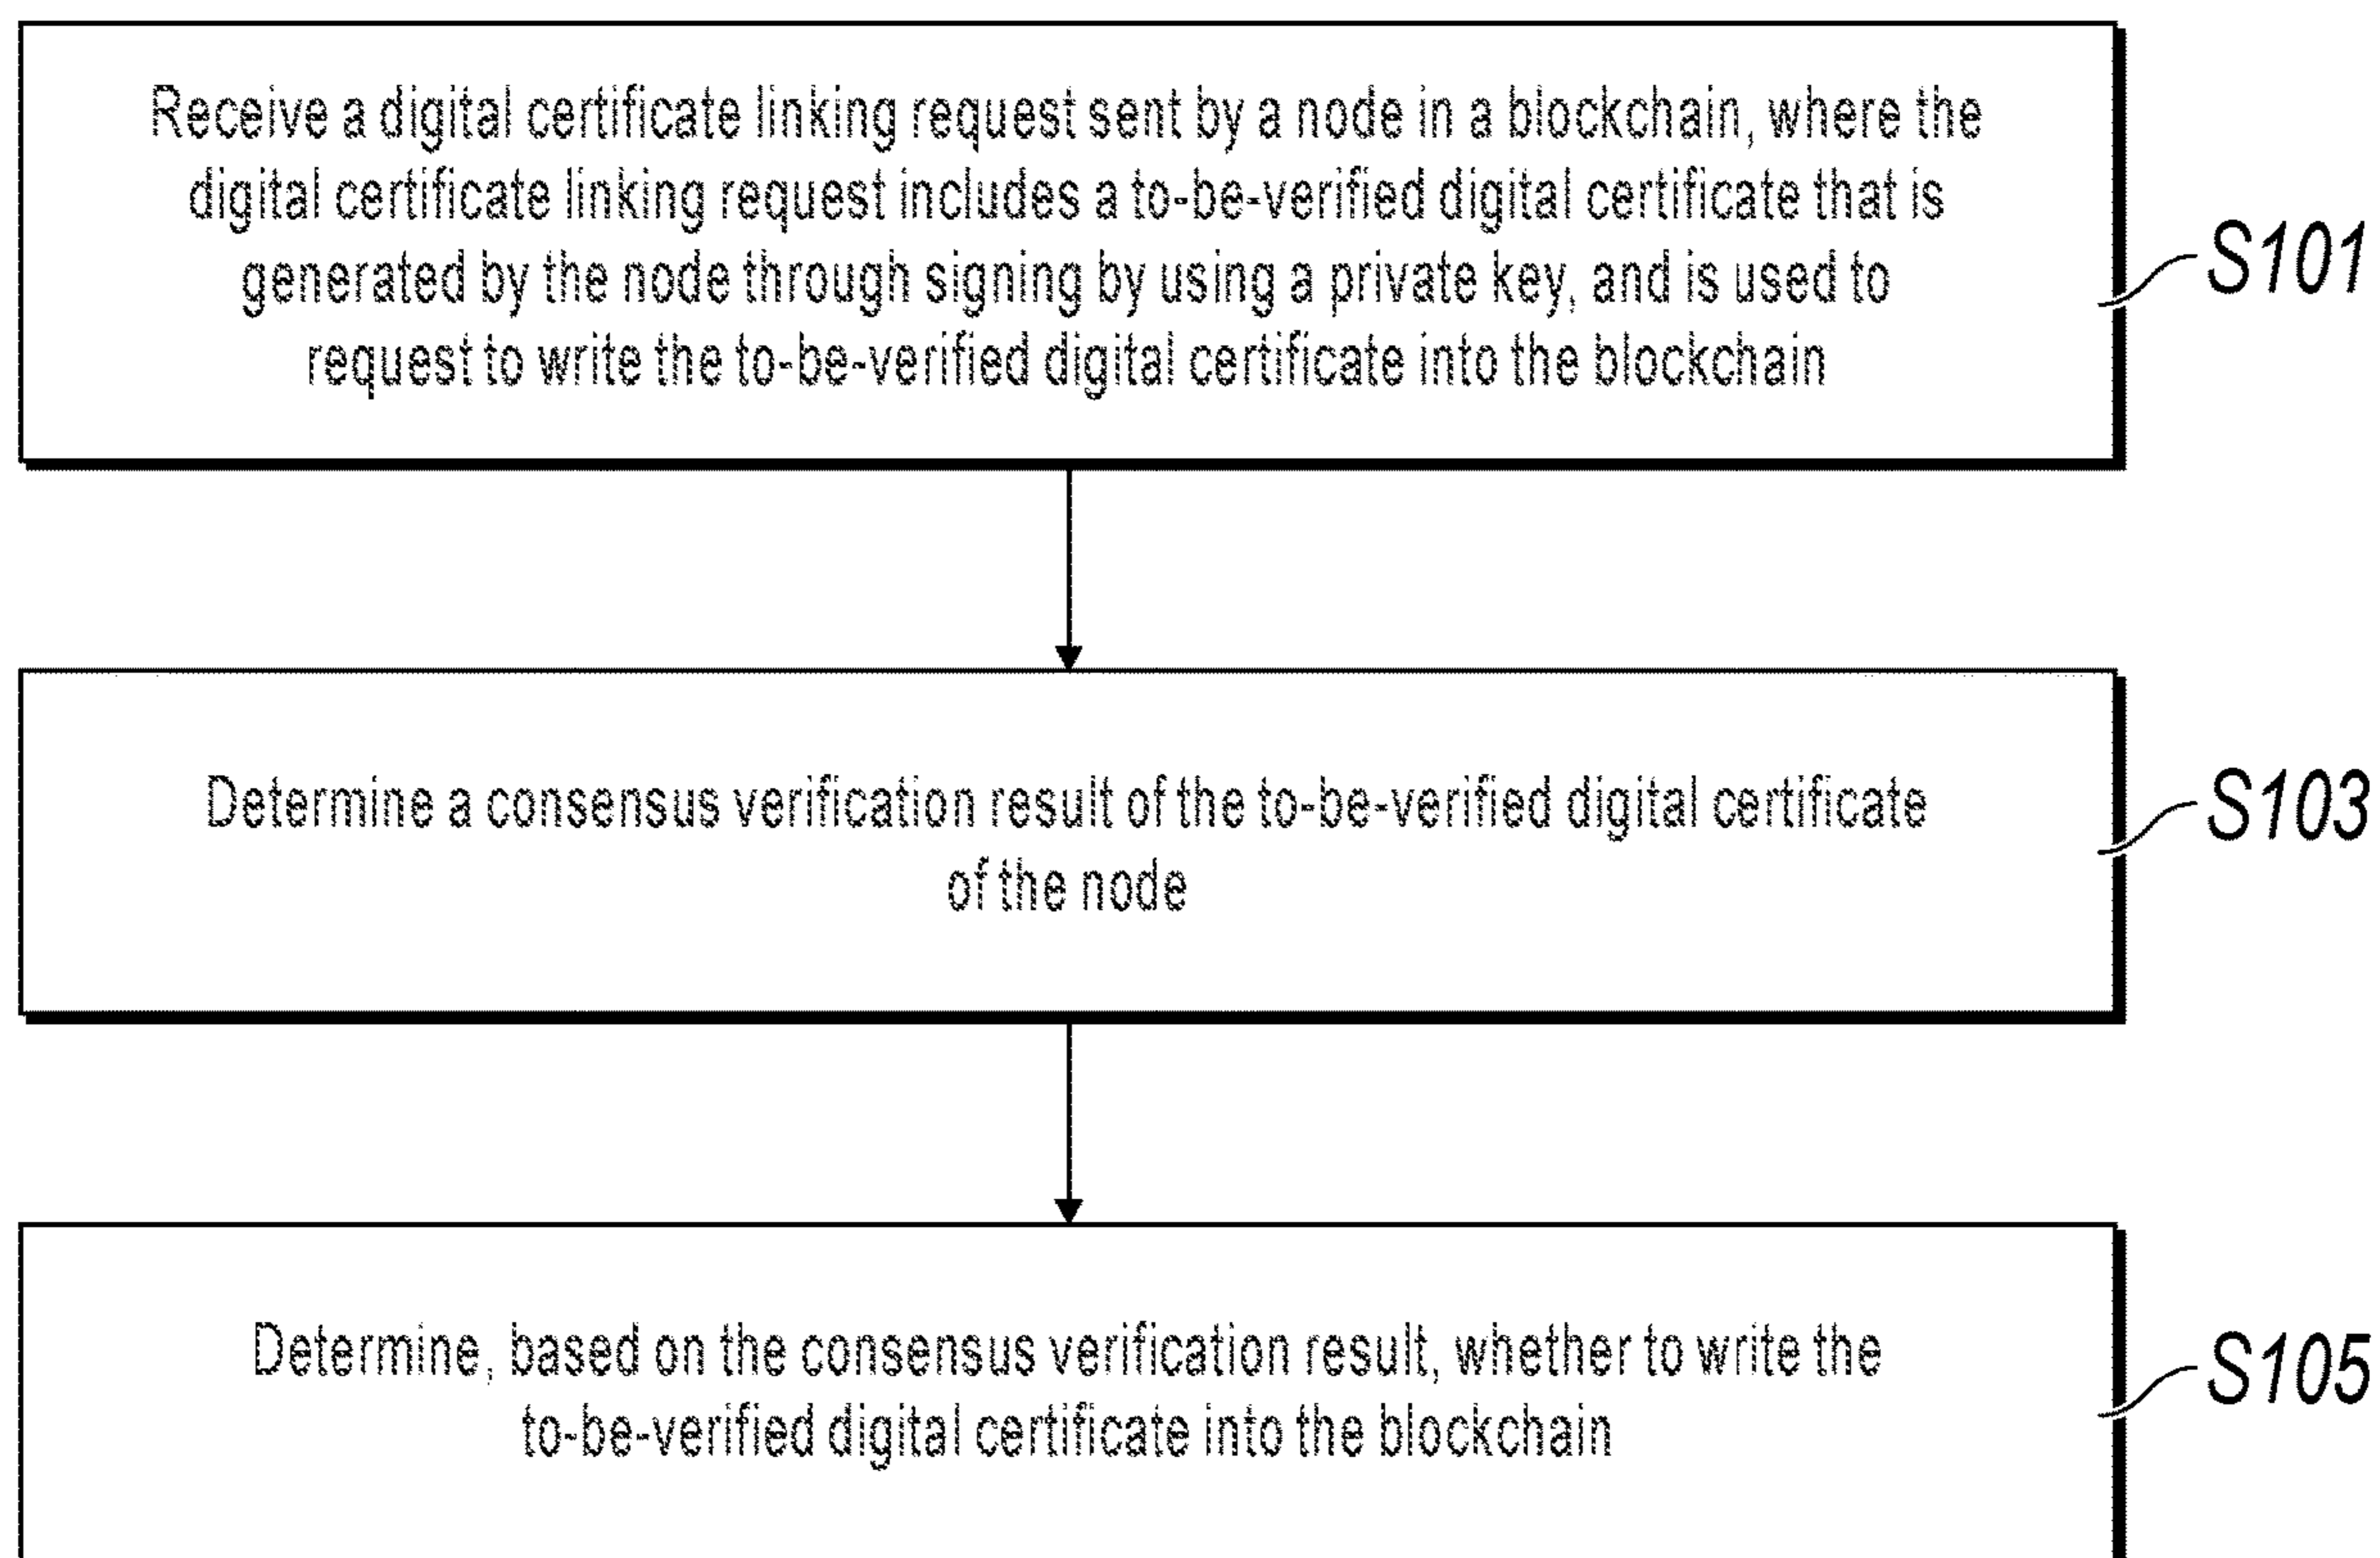 Receive a digital certificate linking request sent by a node in a blockchain, where the
digital certificate linking request includes a to-be-verified digital certificate that is
generated by the node through signing by using a private key, and is used to
request to write the to-be-verified digital certificate into the blockchain
S101
Determine a consensus verification result of the to-be-verified digital certificate
of the node
S103
Determine, based on the consensus verification result, whether to write the
to-be-verified digital certificate into the blockchain
S105